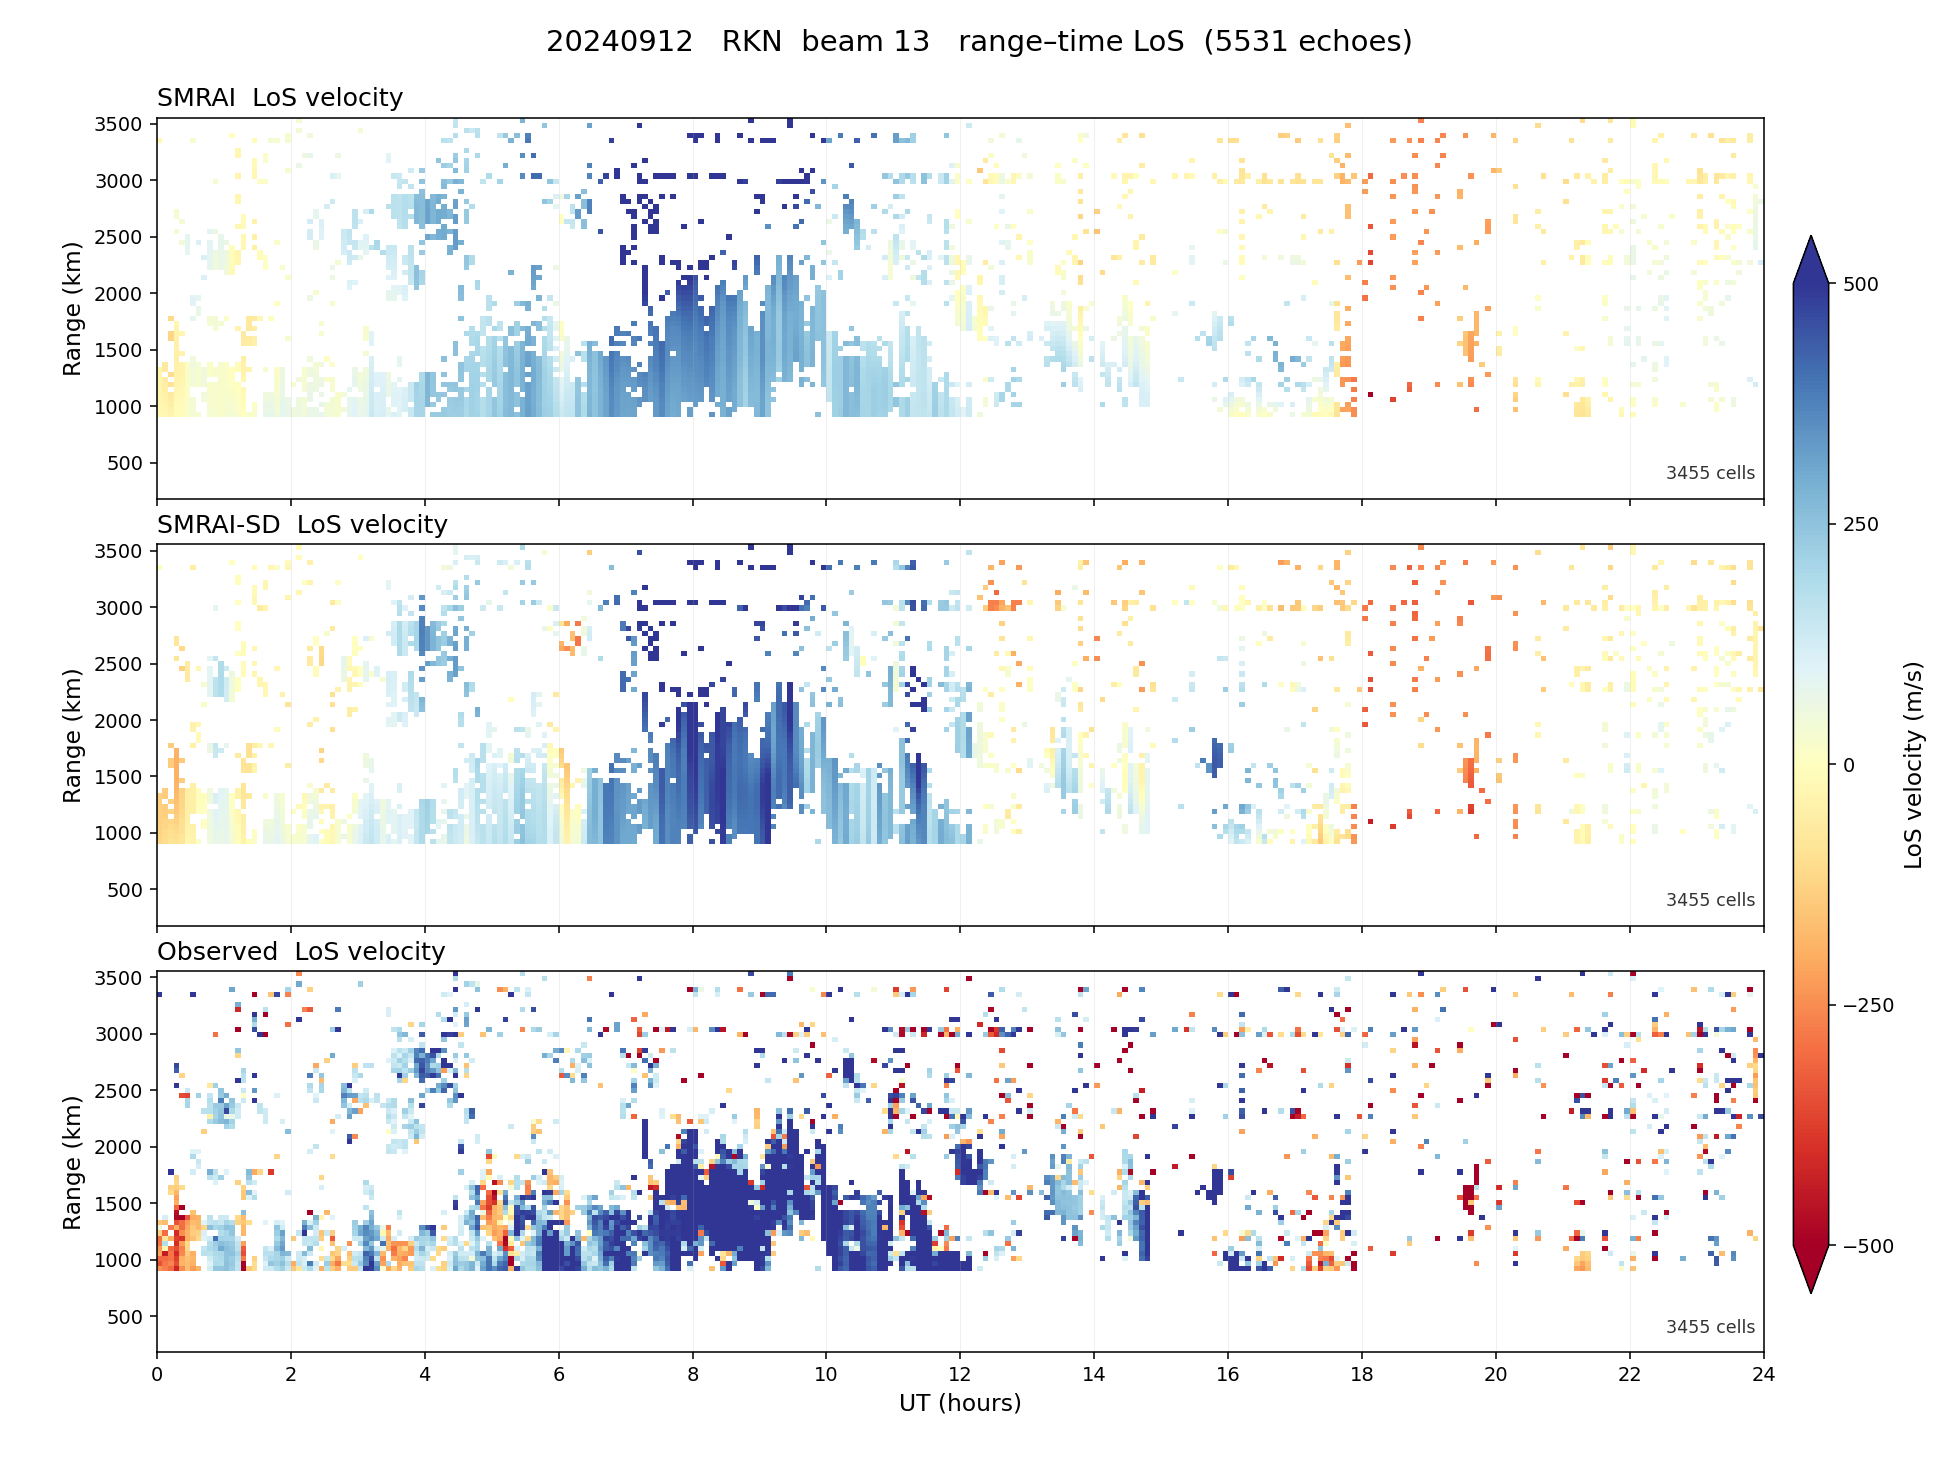 20240912   RKN  beam 13   range–time LoS  (5531 echoes)
SMRAI  LoS velocity
3500
3000
2500
2000
1500
1000
500
Range (km)
3455 cells
SMRAI-SD  LoS velocity
3500
3000
2500
2000
1500
1000
500
Range (km)
3455 cells
Observed  LoS velocity
3500
3000
2500
2000
1500
1000
500
Range (km)
3455 cells
0 2 4 6 8 10 12 14 16 18 20 22 24
UT (hours)
500
250
0
−250
−500
LoS velocity (m/s)